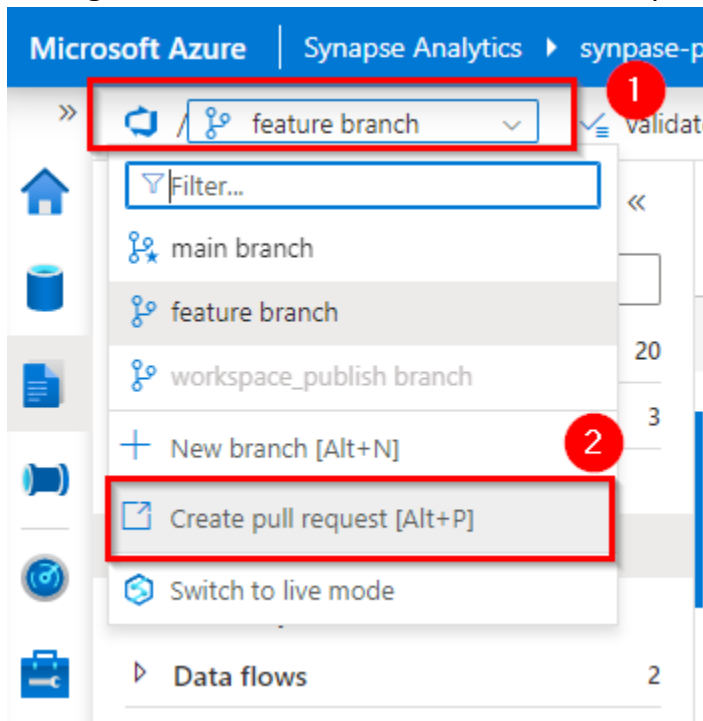 Microsoft Azure | Synapse Analytics synpase-p
1
» / feature branch validat
Filter... «
main branch
feature branch
20
workspace_publish branch
3
+ New branch [Alt+N]
2
Create pull request [Alt+P]
Switch to live mode
Data flows 2